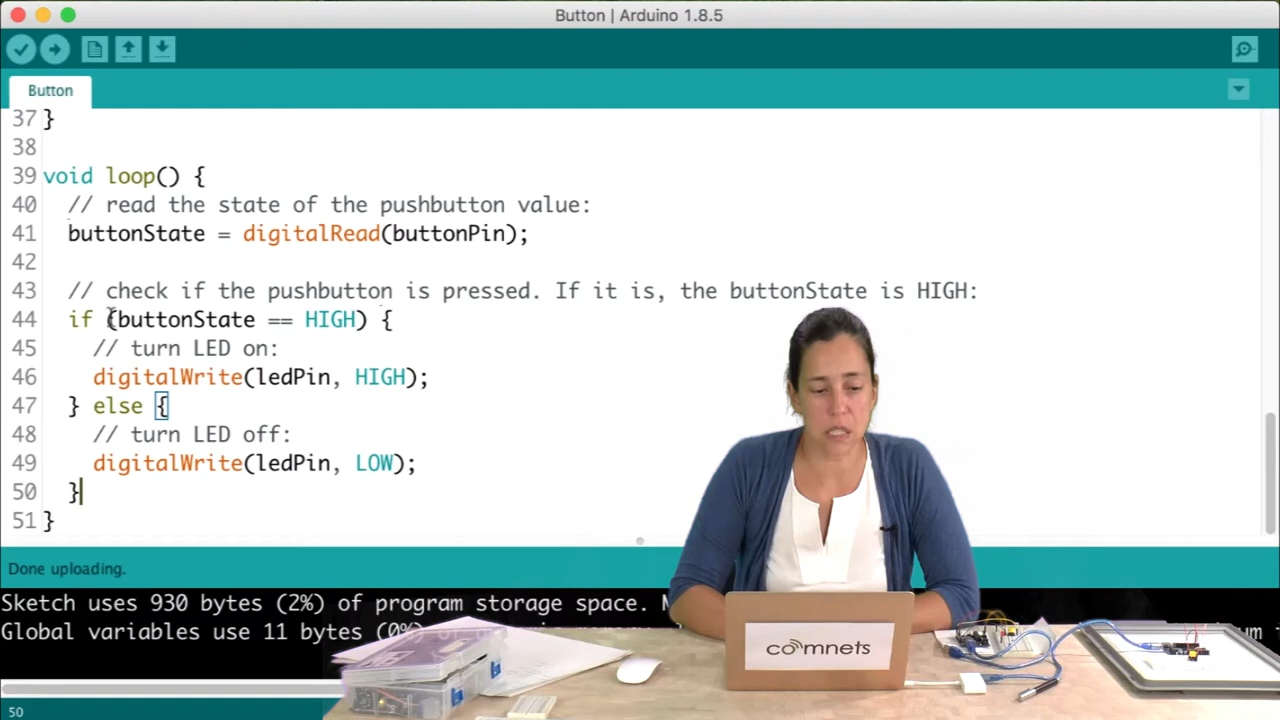 Button | Arduino 1.8.5
Button
37 }
38
39 void loop() {
40 // read the state of the pushbutton value:
41 buttonState = digitalRead(buttonPin);
42
43 // check if the pushbutton is pressed. If it is, the buttonState is HIGH:
44 if (buttonState == HIGH) {
45 // turn LED on:
46 digitalWrite(ledPin, HIGH);
47 } else {
48 // turn LED off:
49 digitalWrite(ledPin, LOW);
50 }
51 }
Done uploading.
Sketch uses 930 bytes (2%) of program storage space.
Global variables use 11 bytes (0%)
comnets
50